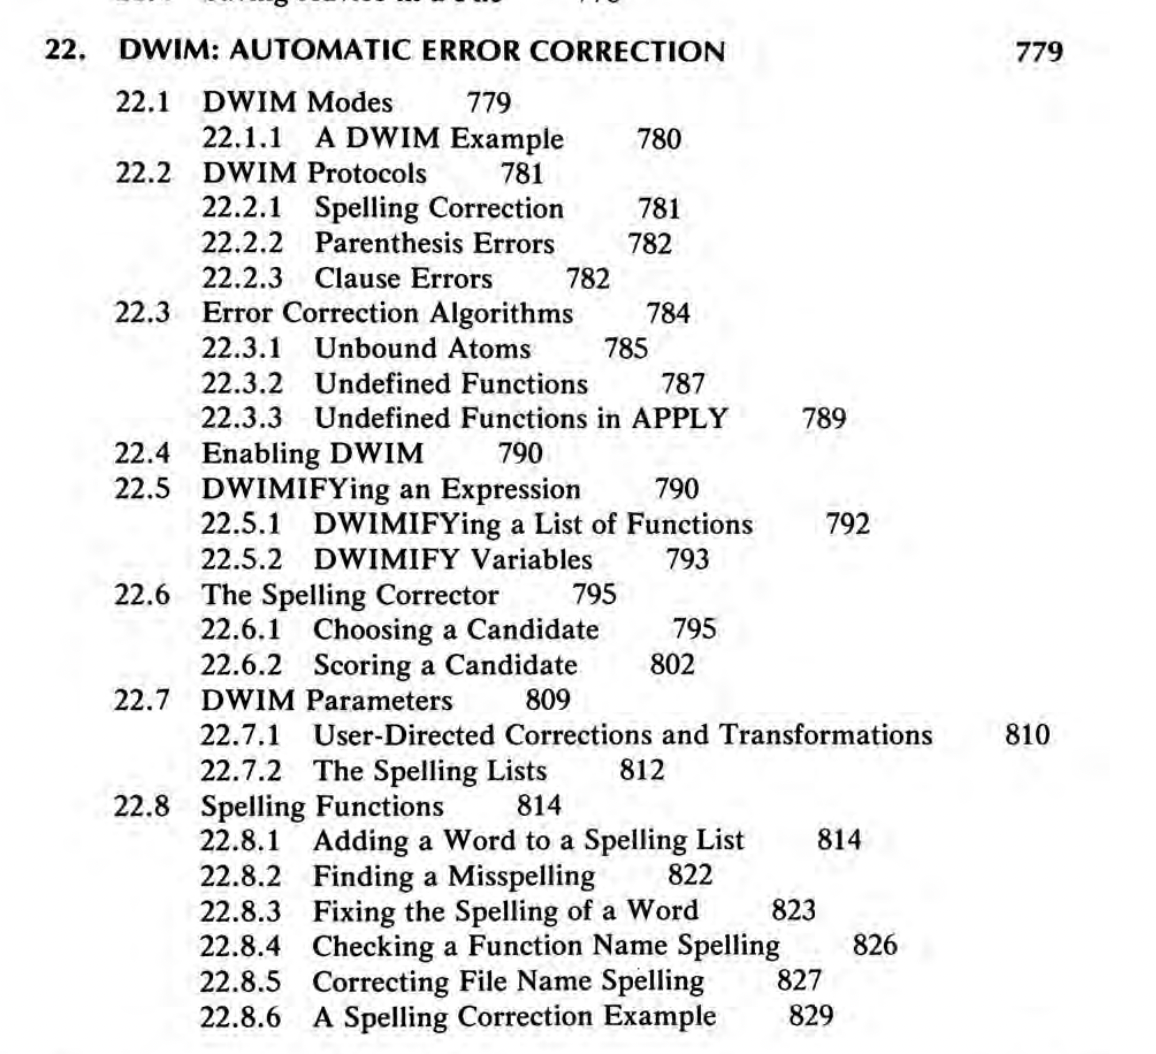 22. DWIM: AUTOMATIC ERROR CORRECTION 779
22.1 DWIM Modes 779
22.1.1 A DWIM Example 780
22.2 DWIM Protocols 781
22.2.1 Spelling Correction 781
22.2.2 Parenthesis Errors 782
22.2.3 Clause Errors 782
22.3 Error Correction Algorithms 784
22.3.1 Unbound Atoms 785
22.3.2 Undefined Functions 787
22.3.3 Undefined Functions in APPLY 789
22.4 Enabling DWIM 790
22.5 DWIMIFYing an Expression 790
22.5.1 DWIMIFYing a List of Functions 792
22.5.2 DWIMIFY Variables 793
22.6 The Spelling Corrector 795
22.6.1 Choosing a Candidate 795
22.6.2 Scoring a Candidate 802
22.7 DWIM Parameters 809
22.7.1 User-Directed Corrections and Transformations 810
22.7.2 The Spelling Lists 812
22.8 Spelling Functions 814
22.8.1 Adding a Word to a Spelling List 814
22.8.2 Finding a Misspelling 822
22.8.3 Fixing the Spelling of a Word 823
22.8.4 Checking a Function Name Spelling 826
22.8.5 Correcting File Name Spelling 827
22.8.6 A Spelling Correction Example 829